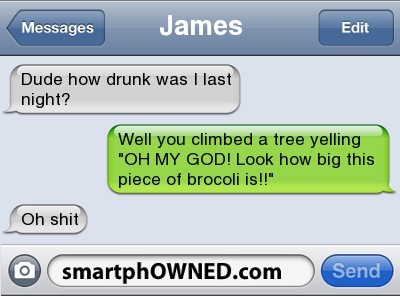 Messages
James
Edit
Dude how drunk was I last
night?
Well you climbed a tree yelling
"OH MY GOD! Look how big this
piece of brocoli is!!"
Oh shit
smartphOWNED.com
Send